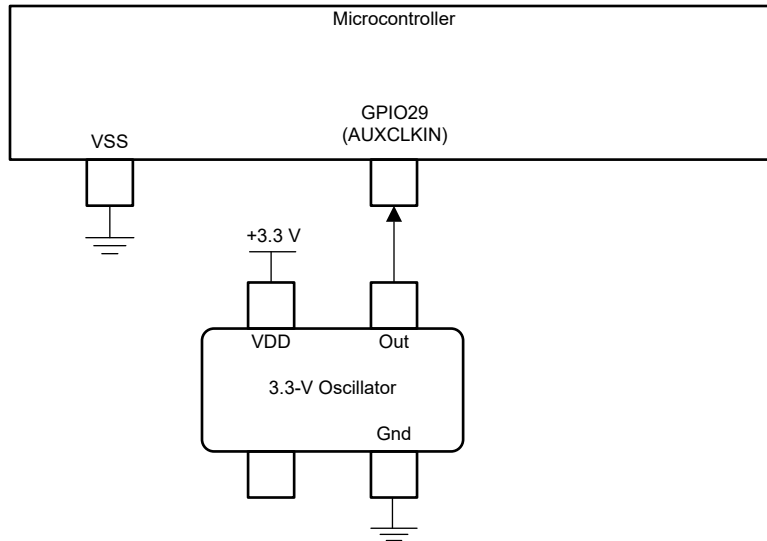 Microcontroller
GPIO29
(AUXCLKIN)
VSS
+3.3 V
VDD
Out
3.3-V Oscillator
Gnd